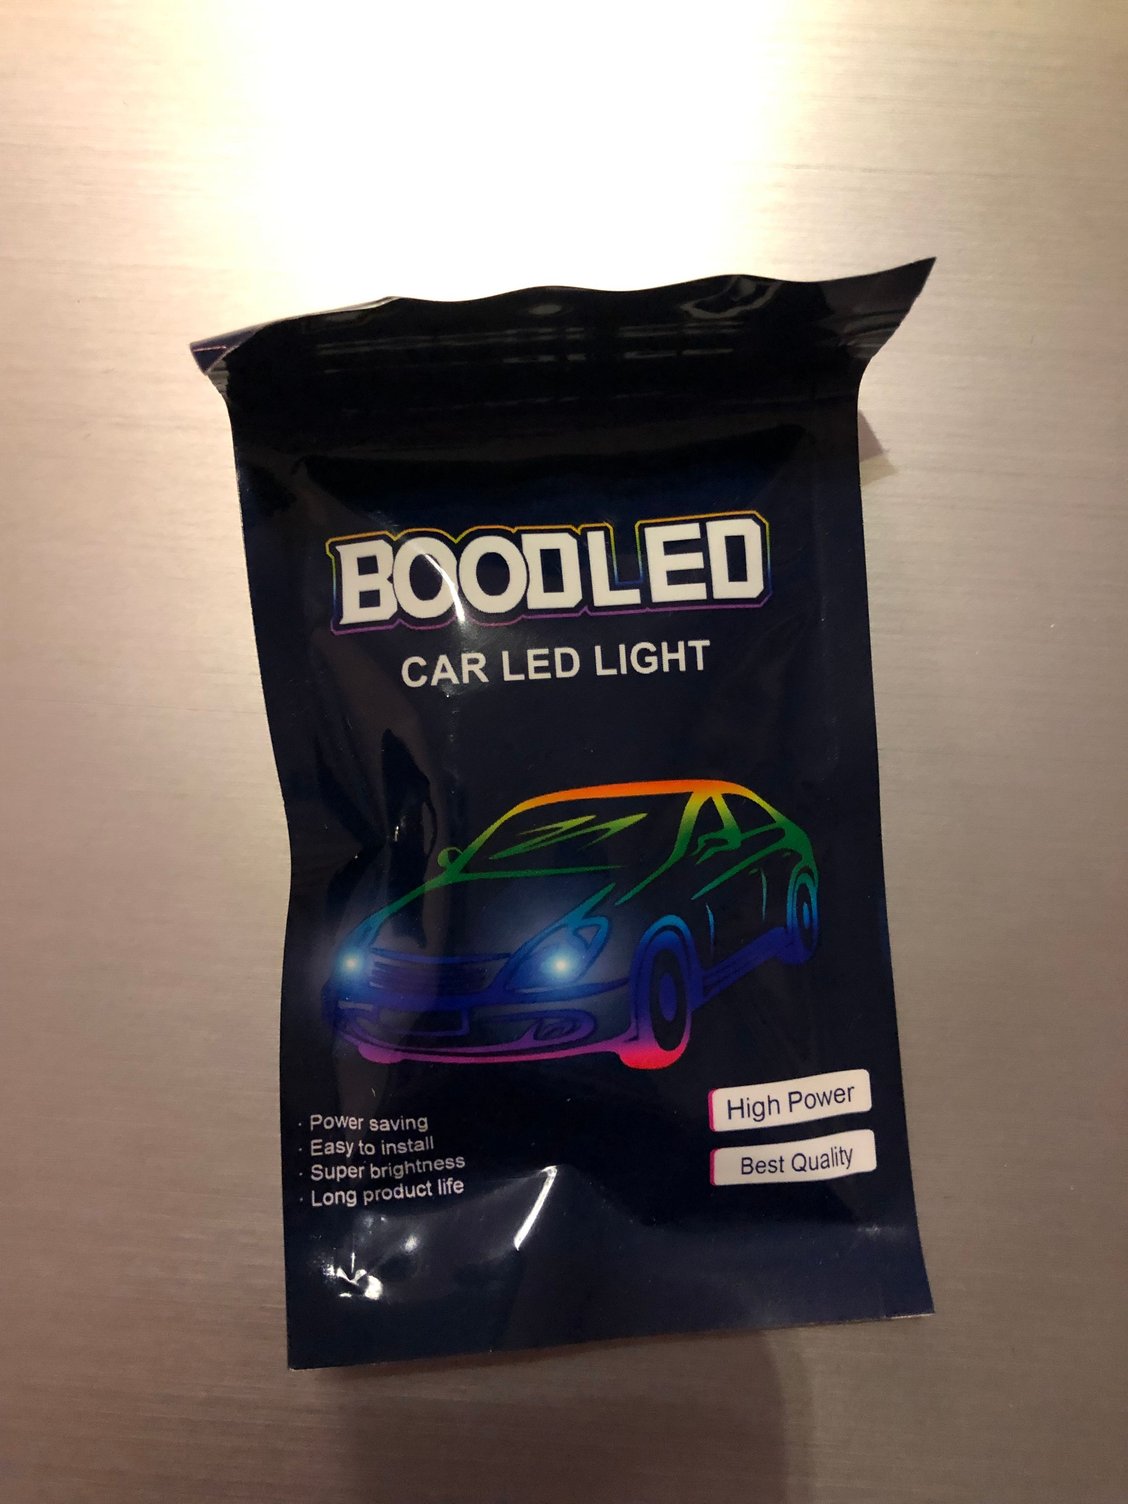 BOODLED
CAR LED LIGHT
· Power saving
· Easy to install
· Super brightness
· Long product life
High Power
Best Quality